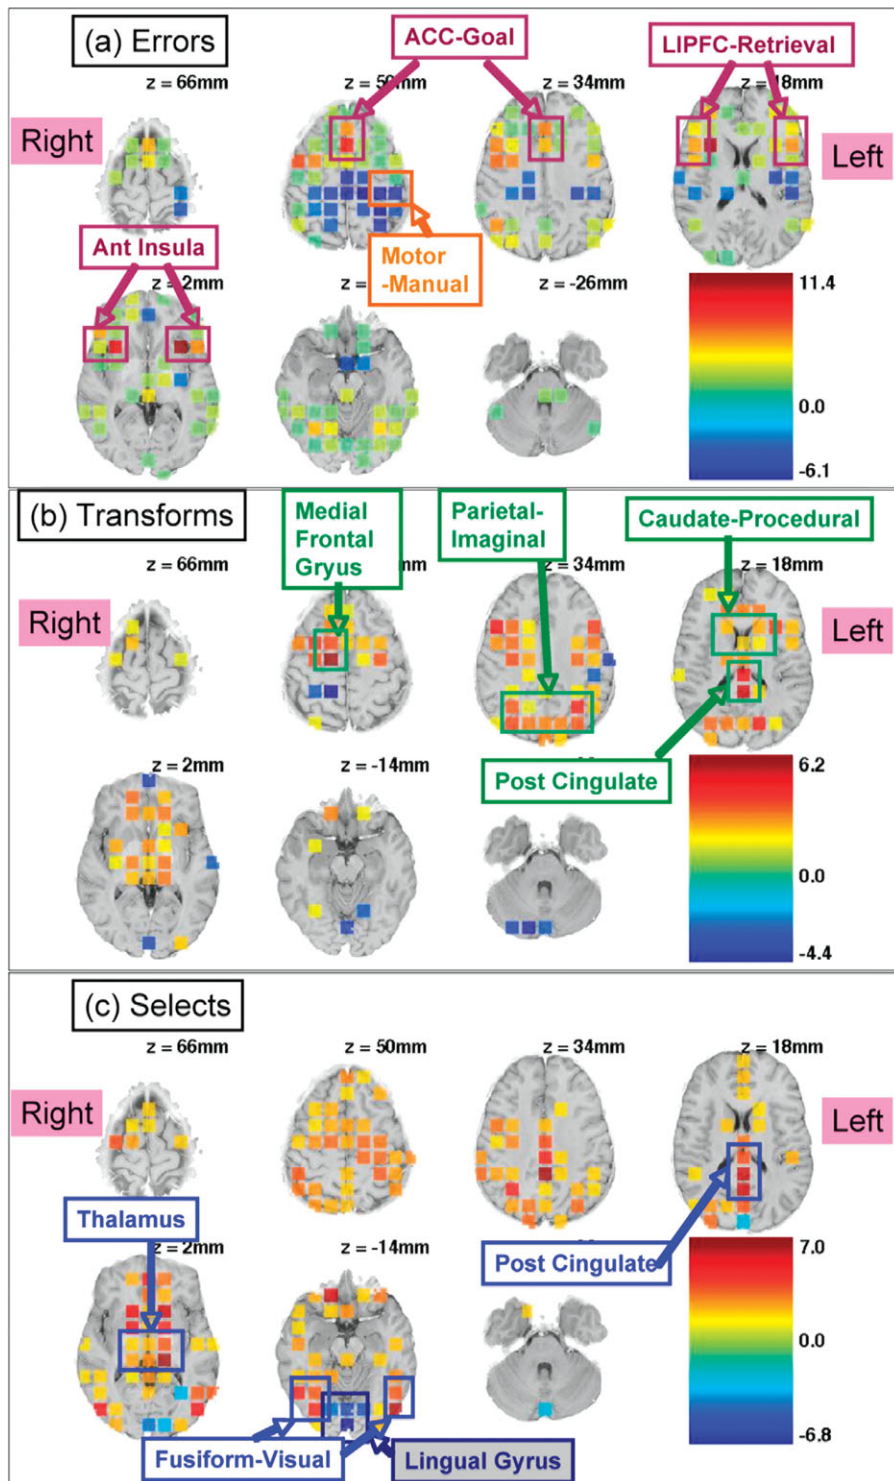 (a) Errors
ACC-Goal
LIPFC-Retrieval
z = 66mm
z = 34mm
Right
Left
Ant Insula
Motor
-Manual
z = -26mm
11.4
0.0
-6.1
(b) Transforms
Medial
Frontal
Gryus
Parietal-
Imaginal
Caudate-Procedural
z = 66mm
z = 34mm
z = 18mm
Right
Left
z = 2mm
z = -14mm
Post Cingulate
6.2
0.0
-4.4
(c) Selects
z = 66mm
z = 50mm
z = 34mm
z = 18mm
Right
Left
Thalamus
z = 2mm
z = -14mm
Post Cingulate
7.0
0.0
-6.8
Fusiform-Visual
Lingual Gyrus